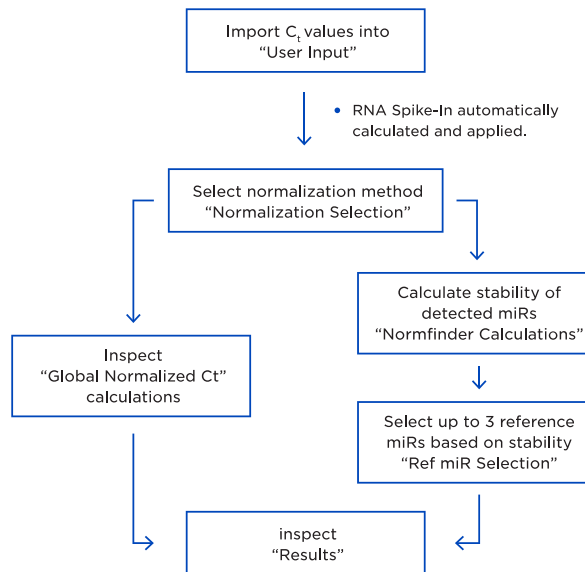 Import Ct values into
“User Input”
• RNA Spike-In automatically
calculated and applied.
Select normalization method
“Normalization Selection”
Calculate stability of
detected miRs
“Normfinder Calculations”
Inspect
“Global Normalized Ct”
calculations
Select up to 3 reference
miRs based on stability
“Ref miR Selection”
inspect
“Results”